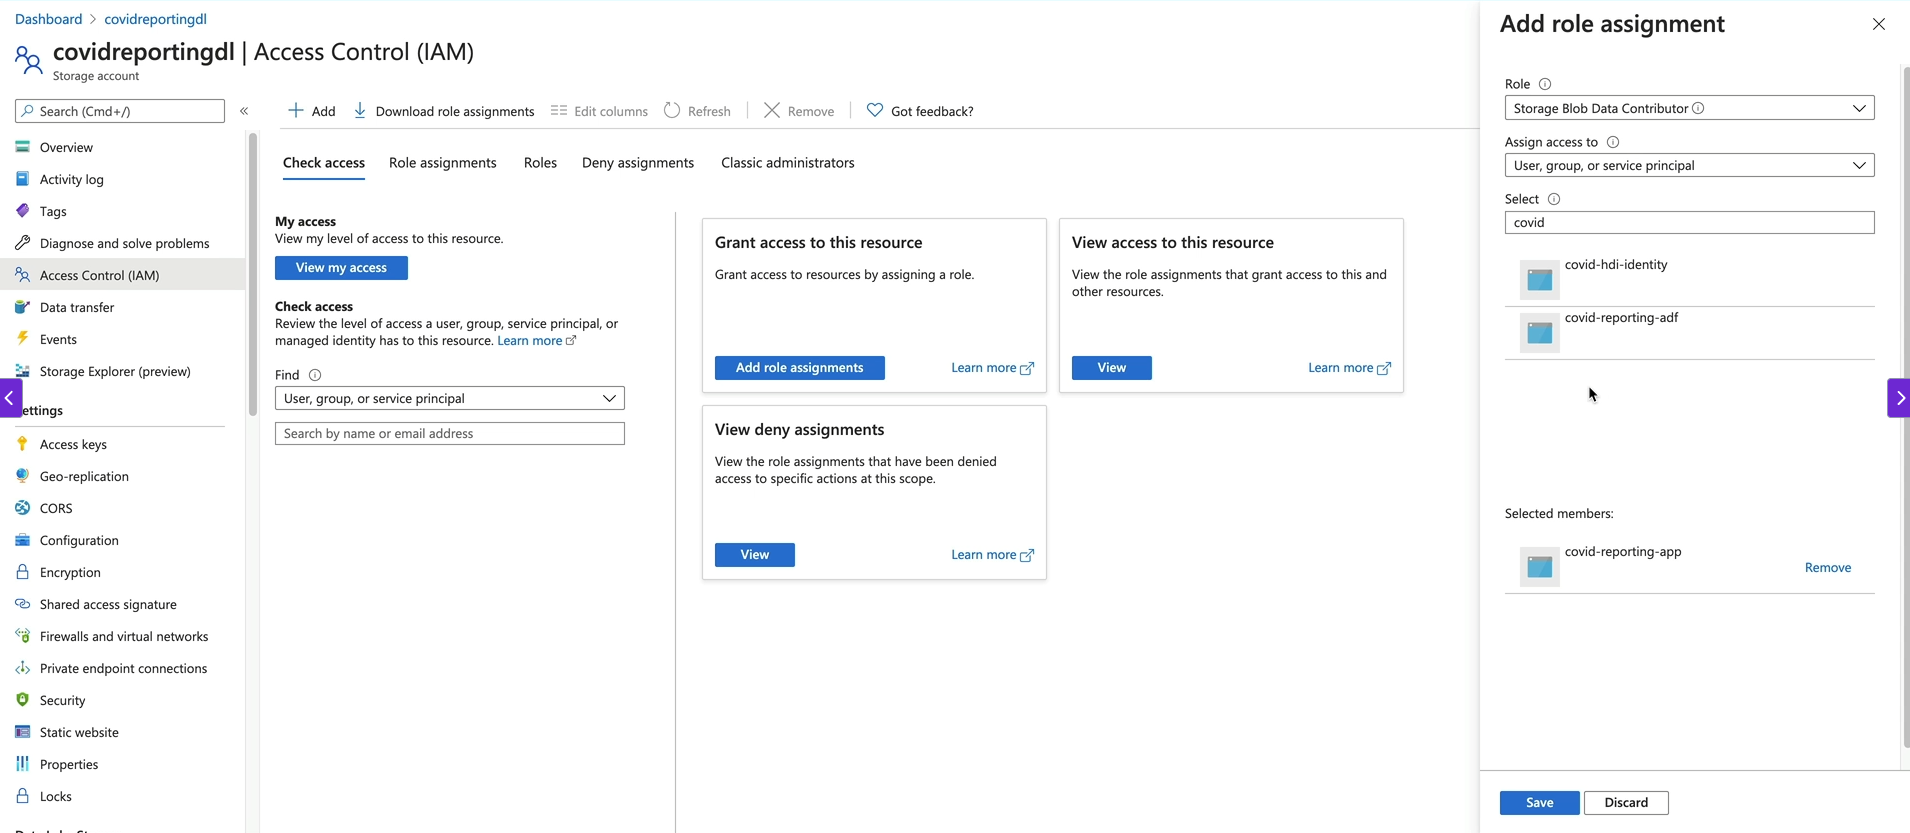 Dashboard > covidreportingdl
covidreportingdl | Access Control (IAM)
Storage account
Search (Cmd+/)
Overview
Activity log
Tags
Diagnose and solve problems
Access Control (IAM)
Data transfer
Events
Storage Explorer (preview)
ettings
Access keys
Geo-replication
CORS
Configuration
Encryption
Shared access signature
Firewalls and virtual networks
Private endpoint connections
Security
Static website
Properties
Locks
Add
Download role assignments
Edit columns
Refresh
Remove
Got feedback?
Check access
Role assignments
Roles
Deny assignments
Classic administrators
My access
View my level of access to this resource.
View my access
Check access
Review the level of access a user, group, service principal, or
managed identity has to this resource. Learn more
Find
User, group, or service principal
Search by name or email address
Grant access to this resource
Grant access to resources by assigning a role.
Add role assignments
Learn more
View access to this resource
View the role assignments that grant access to this and
other resources.
View
Learn more
View deny assignments
View the role assignments that have been denied
access to specific actions at this scope.
View
Learn more
Add role assignment
Role
Storage Blob Data Contributor
Assign access to
User, group, or service principal
Select
covid
covid-hdi-identity
covid-reporting-adf
Selected members:
covid-reporting-app
Remove
Save
Discard